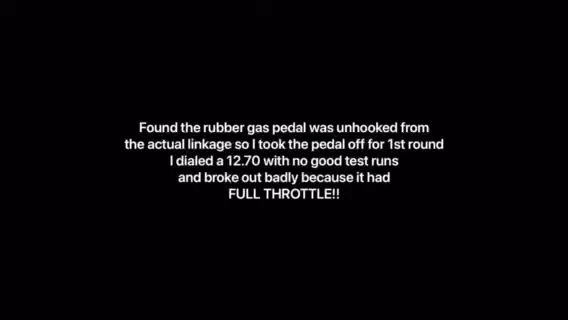 Found the rubber gas pedal was unhooked from
the actual linkage so I took the pedal off for 1st round
I dialed a 12.70 with no good test runs
and broke out badly because it had
FULL THROTTLE!!